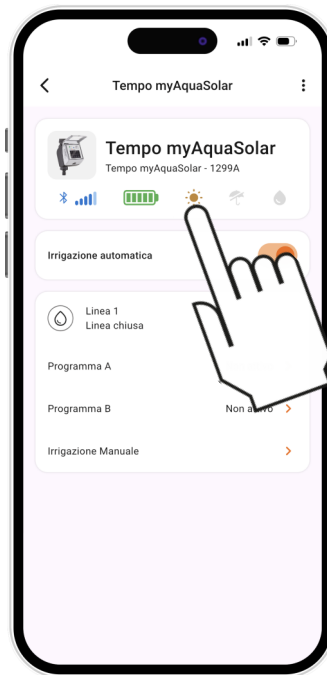 Tempo myAquaSolar
Tempo myAquaSolar
Tempo myAquaSolar - 1299A
Irrigazione automatica
Linea 1
Linea chiusa
Programma A
Programma B
Non attivo
Irrigazione Manuale